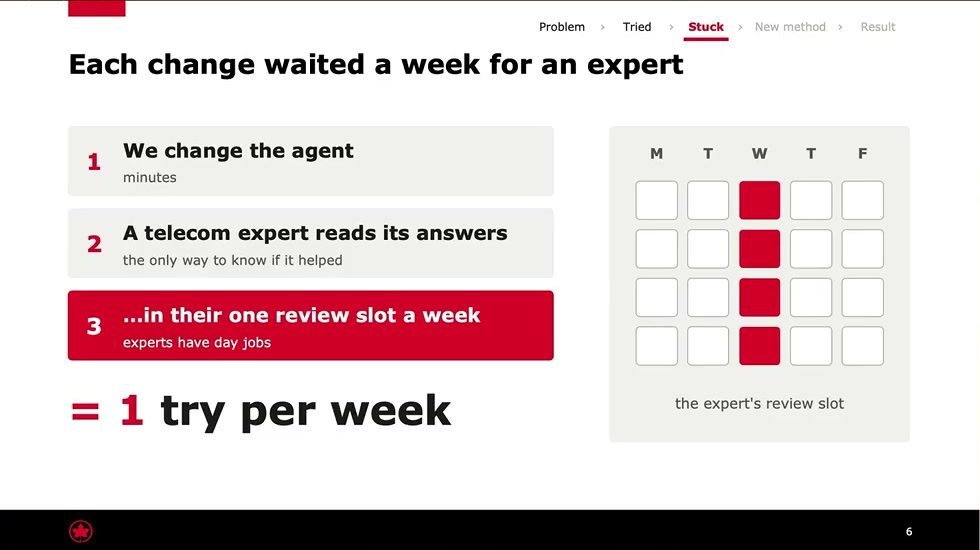 Problem › Tried › Stuck › New method › Result
Each change waited a week for an expert
1 We change the agent
minutes
2 A telecom expert reads its answers
the only way to know if it helped
3 ...in their one review slot a week
experts have day jobs
= 1 try per week
M T W T F
the expert's review slot
6